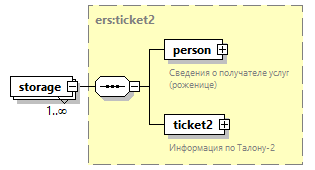 ers:ticket2
person
Сведения о получателе услуг
(роженице)
storage
1..∞
ticket2
Информация по Талону-2